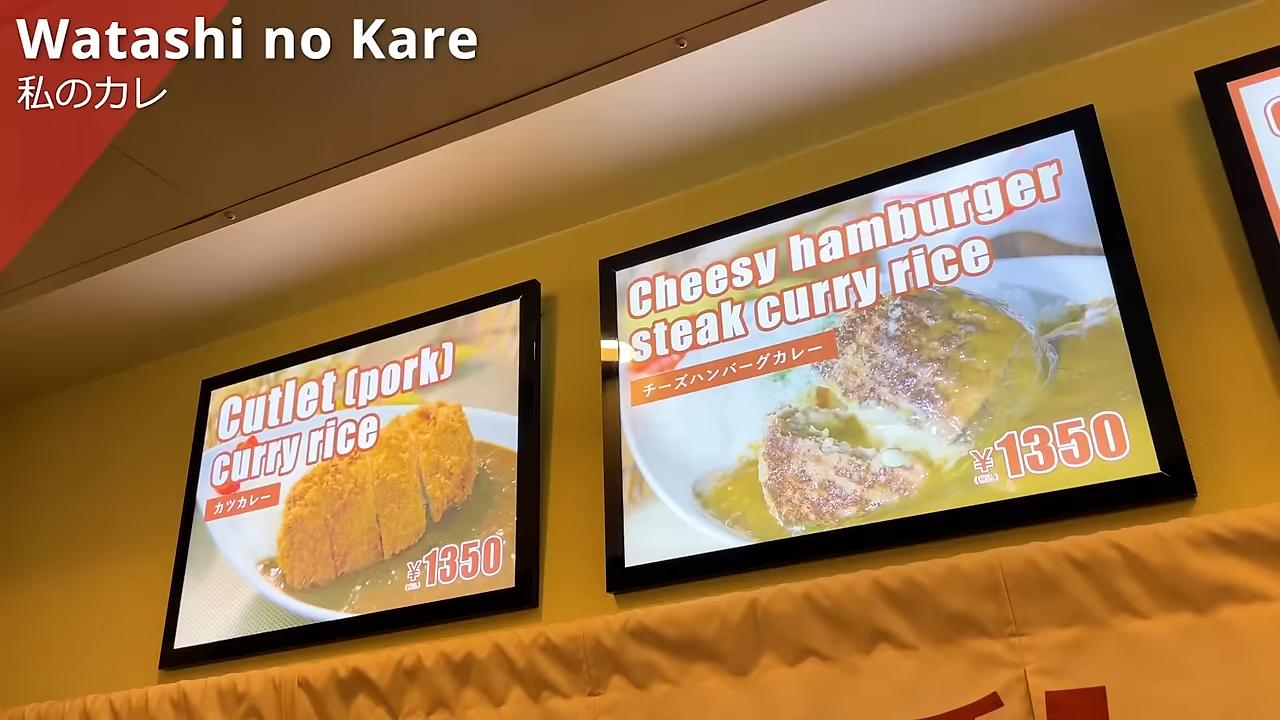 Watashi no Kare
私のカレ
Cutlet (pork)
curry rice
カツカレー
¥1350
Cheesy hamburger
steak curry rice
チーズハンバーグカレー
¥1350